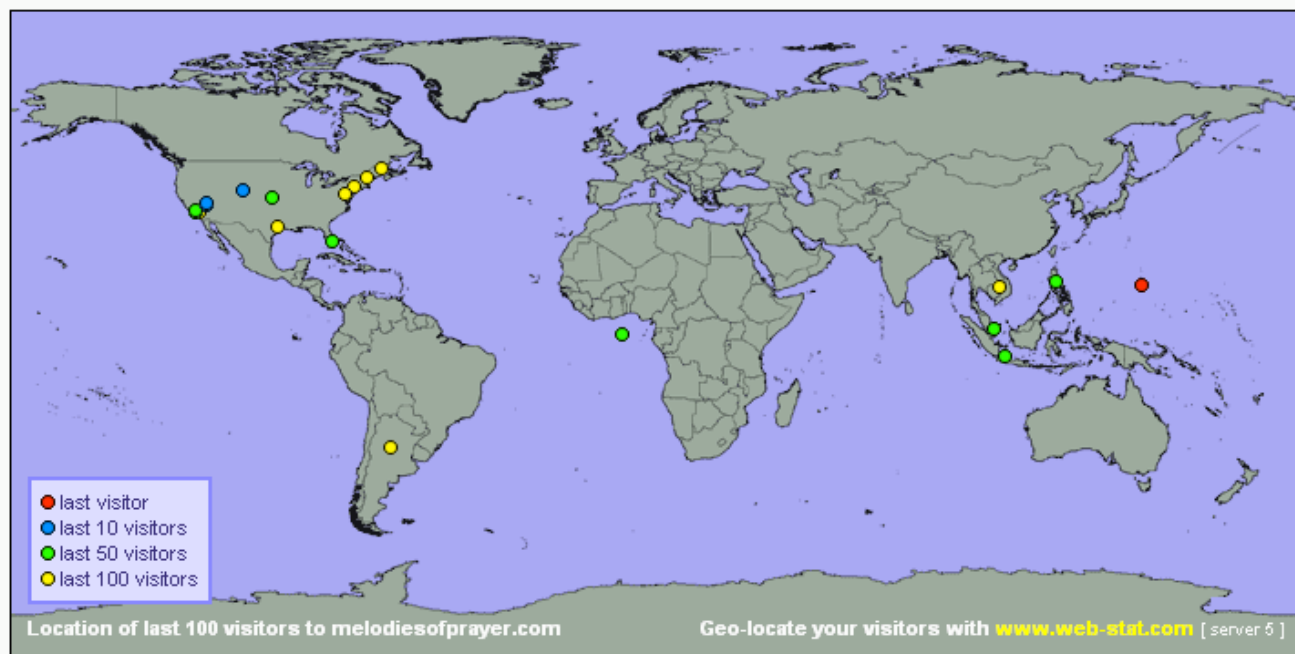 last visitor
last 10 visitors
last 50 visitors
last 100 visitors
Location of last 100 visitors to melodiesofprayer.com
Geo-locate your visitors with www.web-stat.com [ server 5 ]